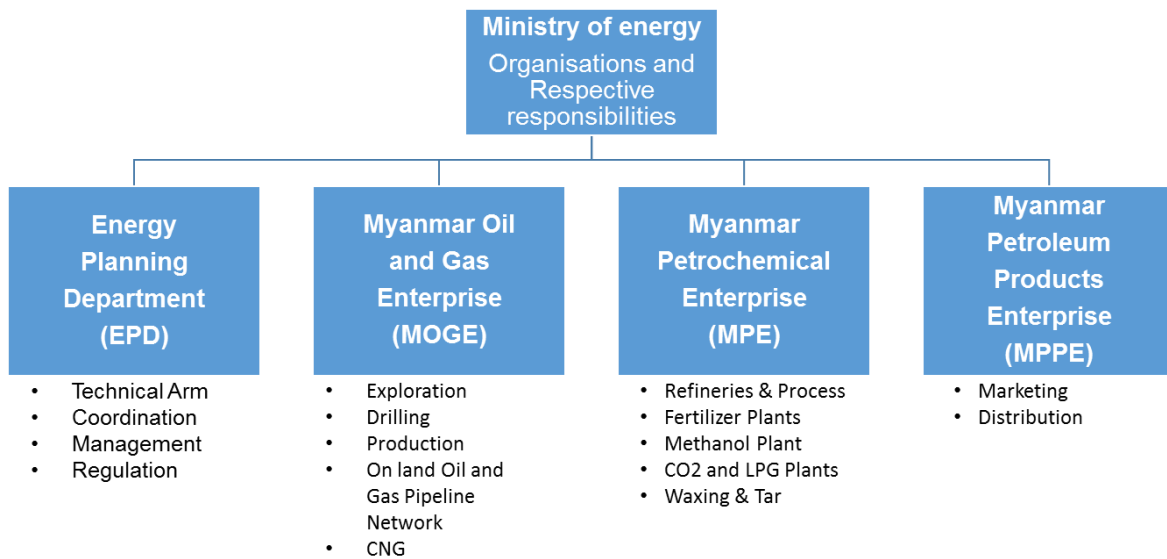 Ministry of energy
Organisations and
Respective
responsibilities
Energy
Planning
Department
(EPD)
• Technical Arm
• Coordination
• Management
• Regulation
Myanmar Oil
and Gas
Enterprise
(MOGE)
• Exploration
• Drilling
• Production
• On land Oil and
Gas Pipeline
Network
• CNG
Myanmar
Petrochemical
Enterprise
(MPE)
• Refineries & Process
• Fertilizer Plants
• Methanol Plant
• CO2 and LPG Plants
• Waxing & Tar
Myanmar
Petroleum
Products
Enterprise
(MPPE)
• Marketing
• Distribution